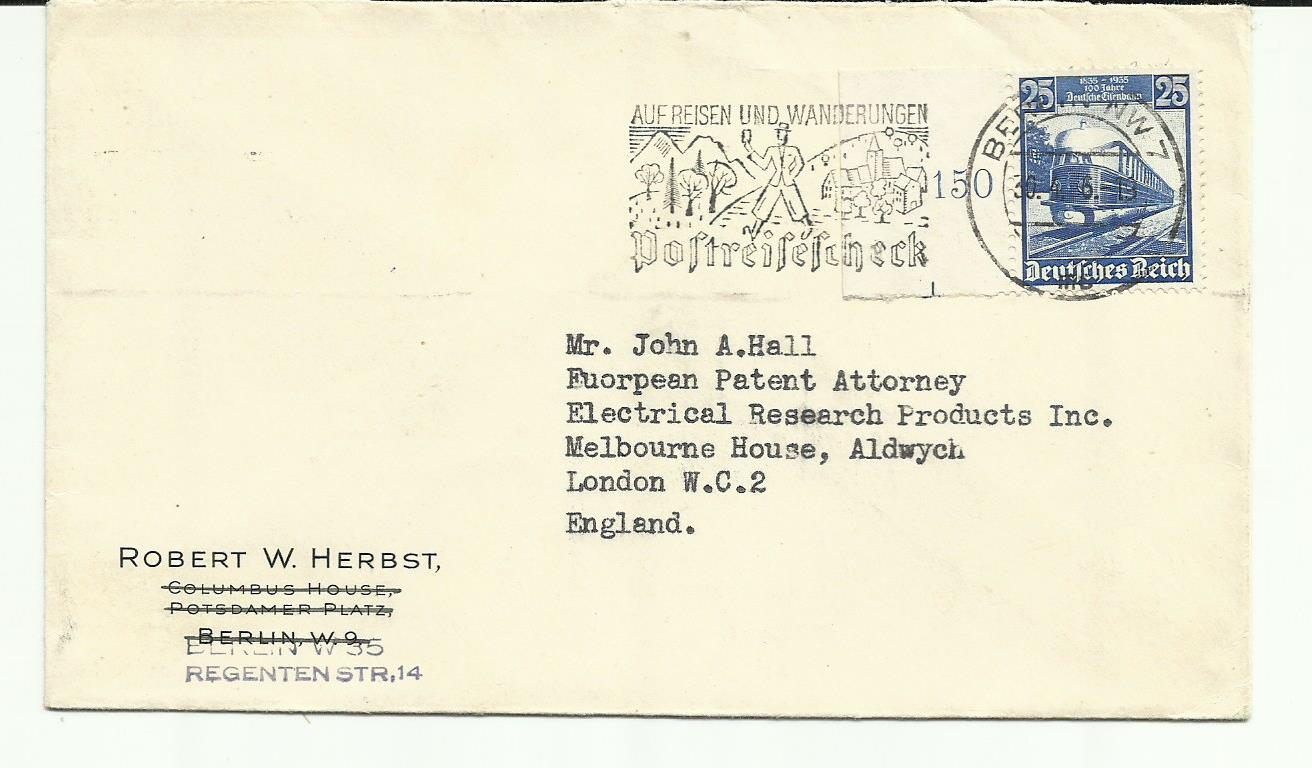 AUF REISEN UND WANDERUNGEN
Postreisescheck
150
25 25
1835 - 1935
100 Jahre
Deutsche Eisenbahn
NW 7
Deutsches Reich
Mr. John A.Hall
Fuorpean Patent Attorney
Electrical Research Products Inc.
Melbourne House, Aldwych
London W.C.2
England.
ROBERT W. HERBST,
COLUMBUS HOUSE,
POTSDAMER PLATZ,
BERLIN, W. 9.
BERLIN W 35
REGENTEN STR,14